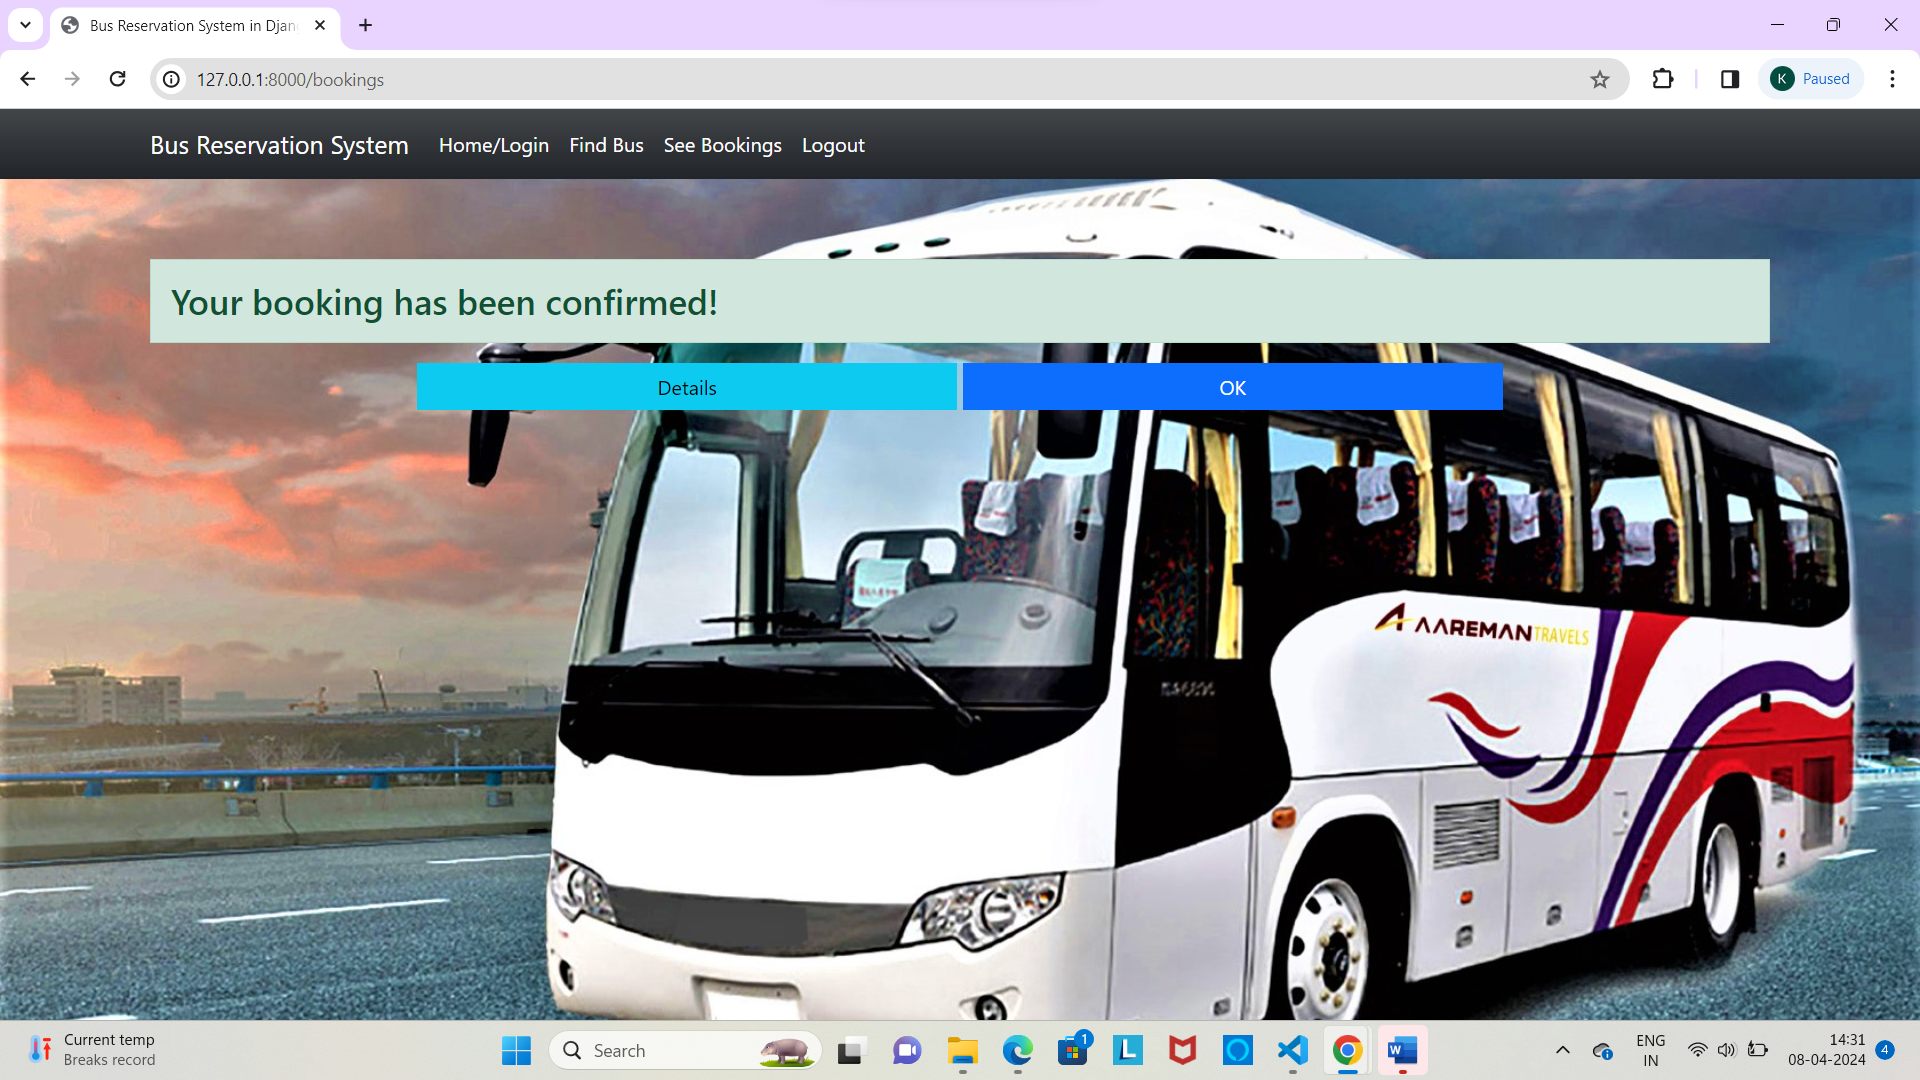 Bus Reservation System in Djan
127.0.0.1:8000/bookings
K Paused
Bus Reservation System Home/Login Find Bus See Bookings Logout
Your booking has been confirmed!
Details OK
AAREMAN TRAVELS
Current temp
Breaks record
Search
1
L
W
ENG
IN
14:31
08-04-2024
4